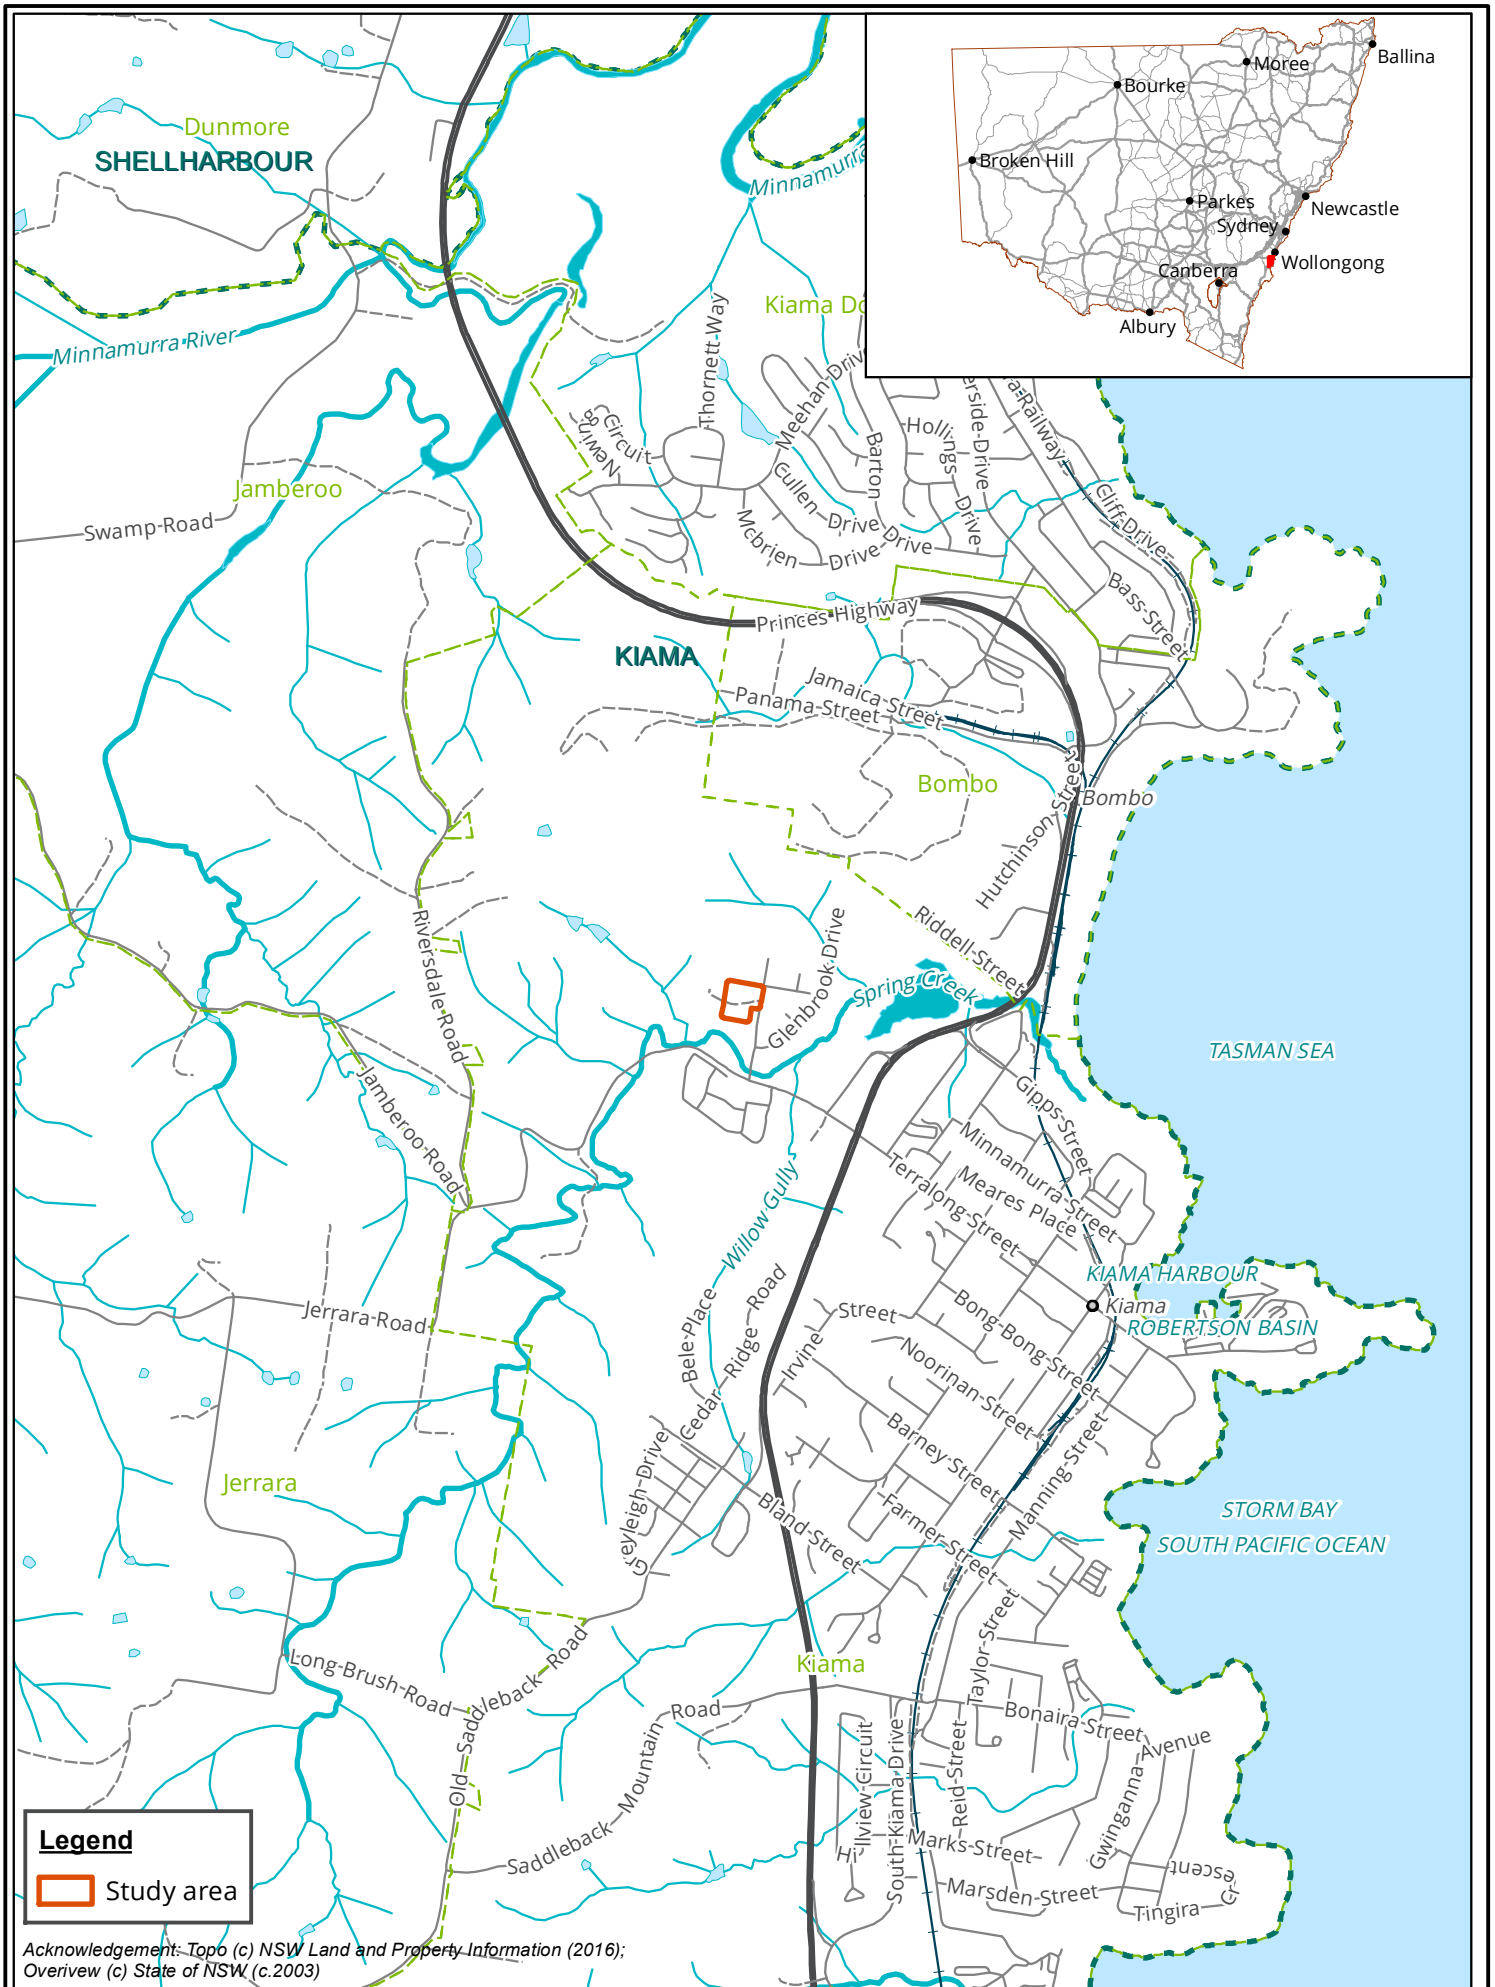 Ballina
Moree
Bourke
Broken Hill
Parkes
Newcastle
Sydney
Wollongong
Canberra
Albury
Dunmore
SHELLHARBOUR
Minnamurra
Kiama Do
Minnamurra River
Thornett Way
Meehan Drive
Newing Circuit
Barton
Hollings Drive
erside Drive
ra Railway
Cliff Drive
Cullen Drive
Mcbrien Drive
Drive
Jamberoo
Swamp Road
Bass Street
Princes Highway
KIAMA
Jamaica Street
Panama Street
Bombo
Bombo
Hutchinson Street
Riversdale Road
Riddell Street
Glenbrook Drive
Spring Creek
TASMAN SEA
Jamberoo Road
Gipps Street
Minnamurra Street
Meares Place
Terralong Street
Willow Gully
KIAMA HARBOUR
Kiama
ROBERTSON BASIN
Jerrara Road
Bele Place
Cedar Ridge Road
Irvine Street
Bong Bong Street
Noorinan Street
Barney Street
Manning Street
Greyleigh Drive
Jerrara
Bland Street
Farmer Street
STORM BAY
SOUTH PACIFIC OCEAN
Taylor Street
Kiama
Long Brush Road
Old Saddleback Road
Saddleback Mountain Road
Bonaira Street
Hillview Circuit
South Kiama Drive
Reid Street
Gwinganna Avenue
Marks Street
Marsden Street
Tingira Crescent
Legend
Study area
Acknowledgement: Topo (c) NSW Land and Property Information (2016);
Overivew (c) State of NSW (c.2003)